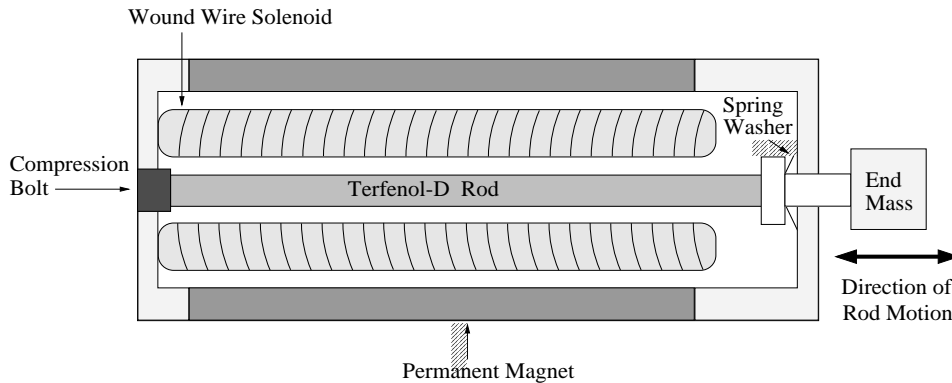 Wound Wire Solenoid
Spring
Washer
Compression
Bolt
Terfenol-D Rod
End
Mass
Direction of
Rod Motion
Permanent Magnet